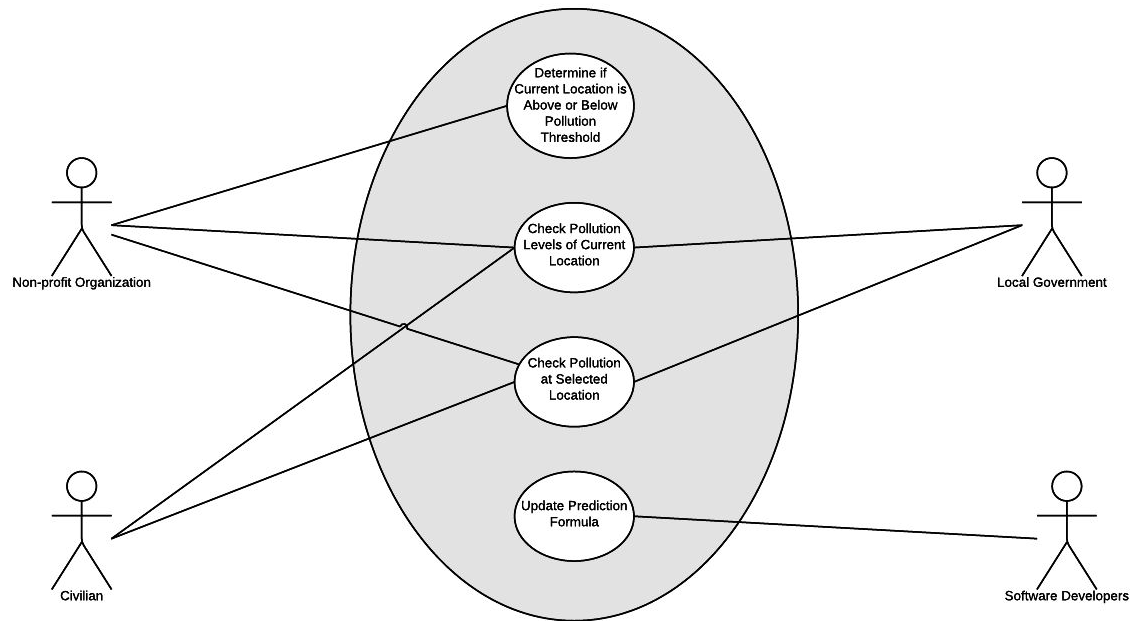 Determine if
Current Location is
Above or Below
Pollution
Threshold
Check Pollution
Levels of Current
Location
Non-profit Organization
Local Government
Check Pollution
at Selected
Location
Update Prediction
Formula
Civilian
Software Developers